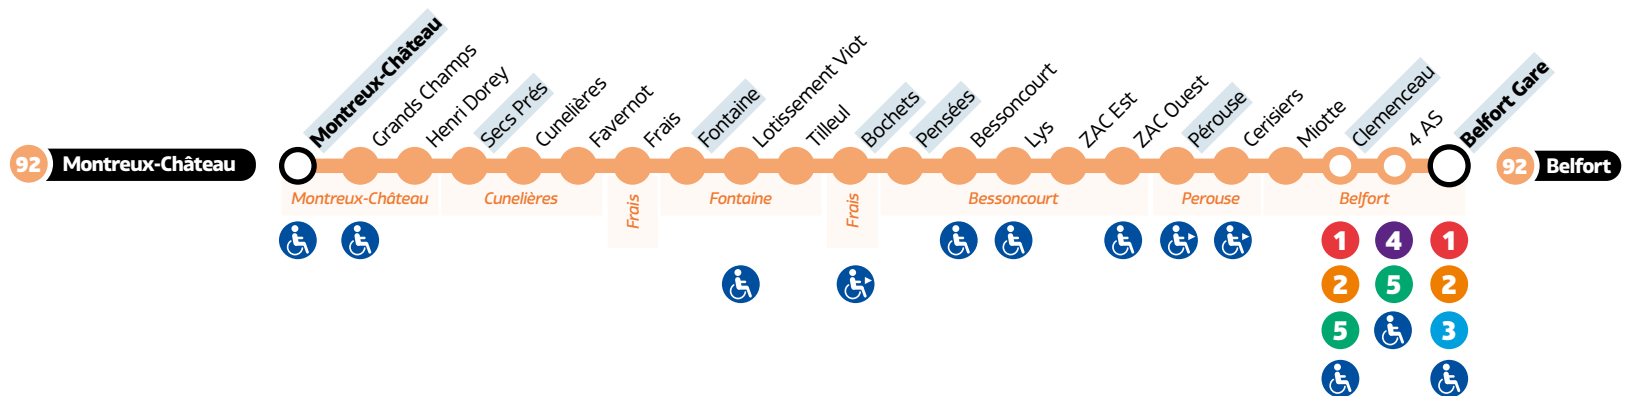 92 Montreux-Château
Montreux-Château
Grands Champs
Henri Dorey
Secs Prés
Cunelières
Favernot
Frais
Fontaine
Lotissement Viot
Tilleul
Bochets
Pensées
Bessoncourt
Lys
ZAC Est
ZAC Ouest
Pérouse
Cerisiers
Miotte
Clemenceau
4 AS
Belfort Gare
92 Belfort
Montreux-Château
Cunelières
Frais
Fontaine
Frais
Bessoncourt
Perouse
Belfort
1 4 1
2 5 2
5 3